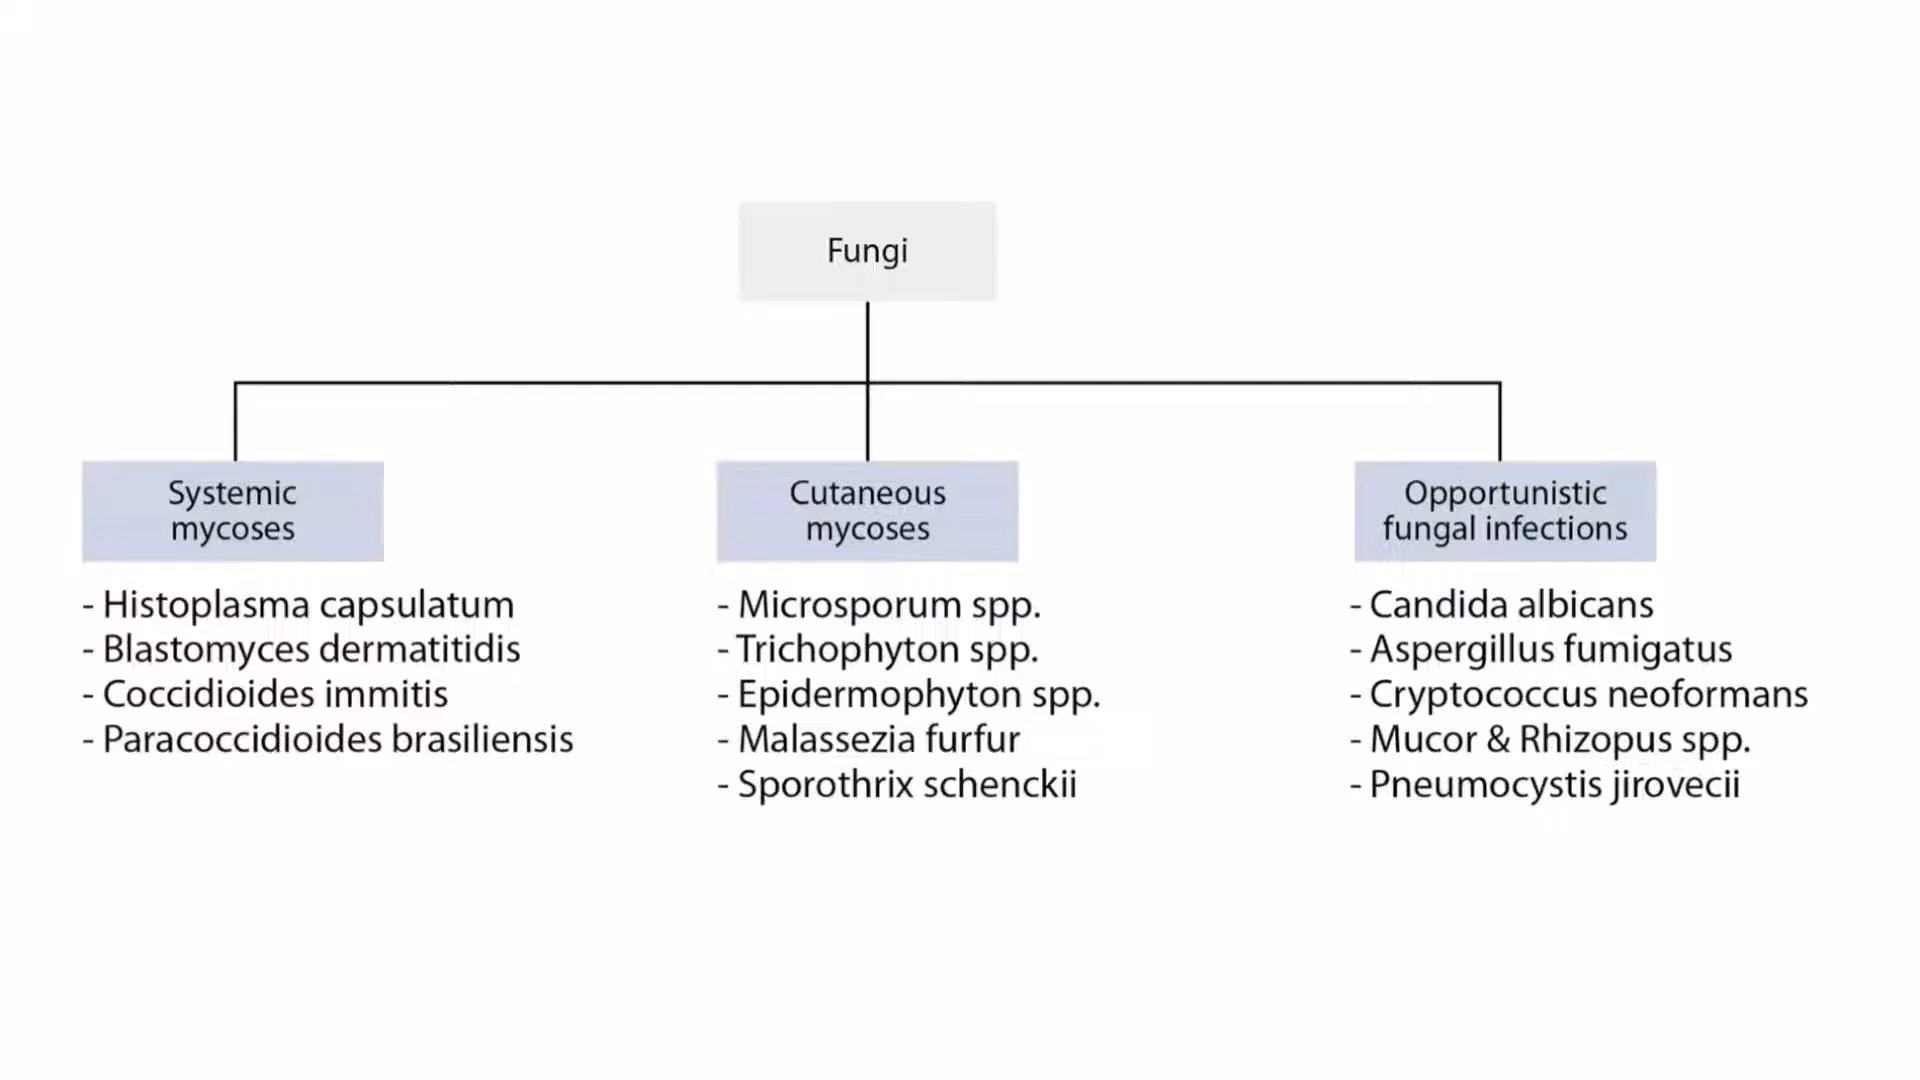 Fungi
Systemic
mycoses
- Histoplasma capsulatum
- Blastomyces dermatitidis
- Coccidioides immitis
- Paracoccidioides brasiliensis
Cutaneous
mycoses
- Microsporum spp.
- Trichophyton spp.
- Epidermophyton spp.
- Malassezia furfur
- Sporothrix schenckii
Opportunistic
fungal infections
- Candida albicans
- Aspergillus fumigatus
- Cryptococcus neoformans
- Mucor & Rhizopus spp.
- Pneumocystis jirovecii